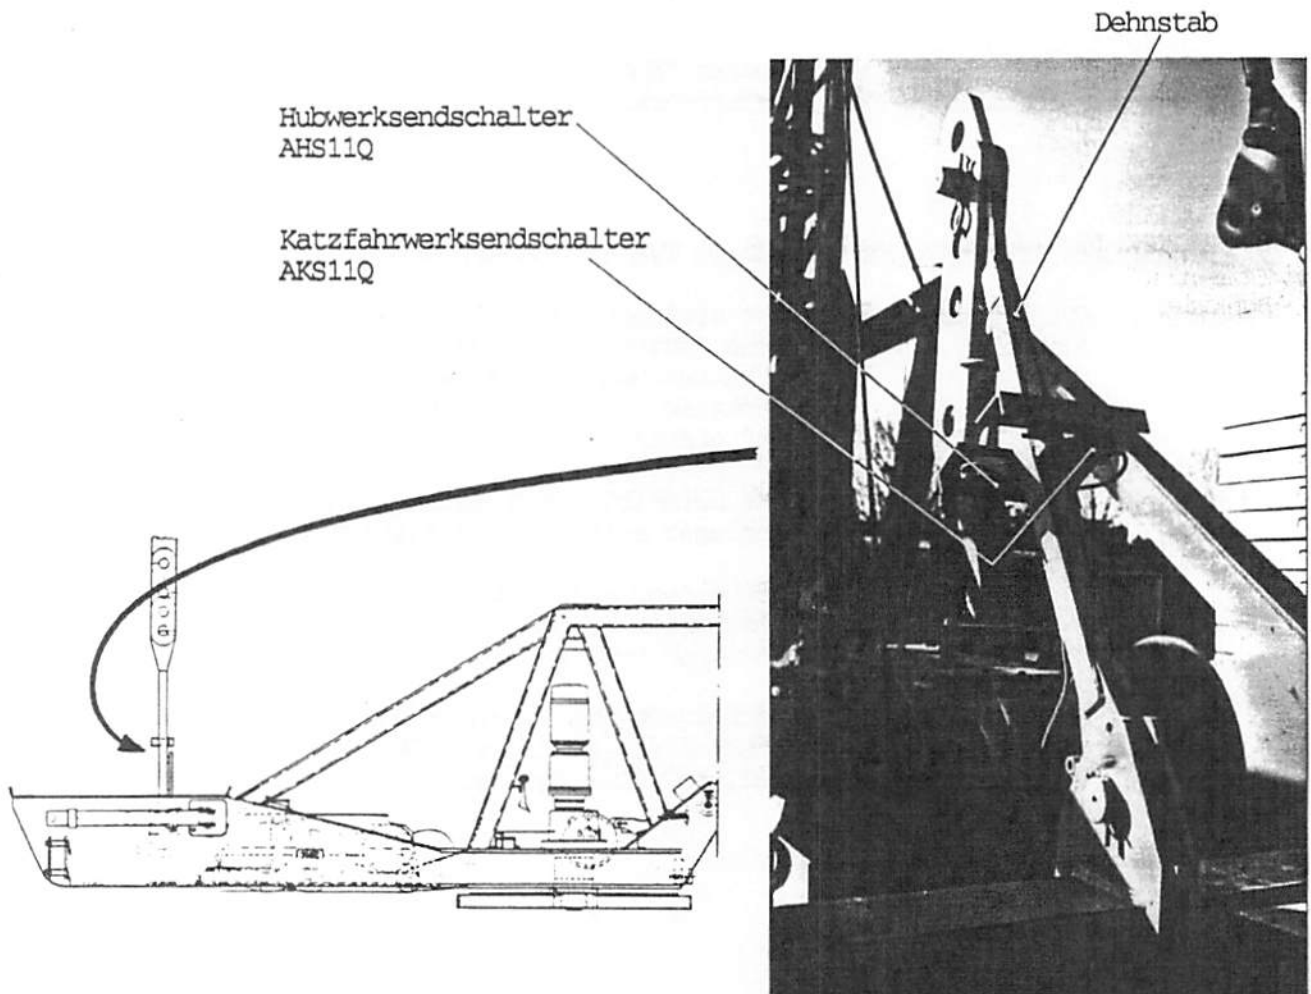 Dehnstab
Hubwerksendschalter
AHS11Q
Katzfahrwerksendschalter
AKS11Q